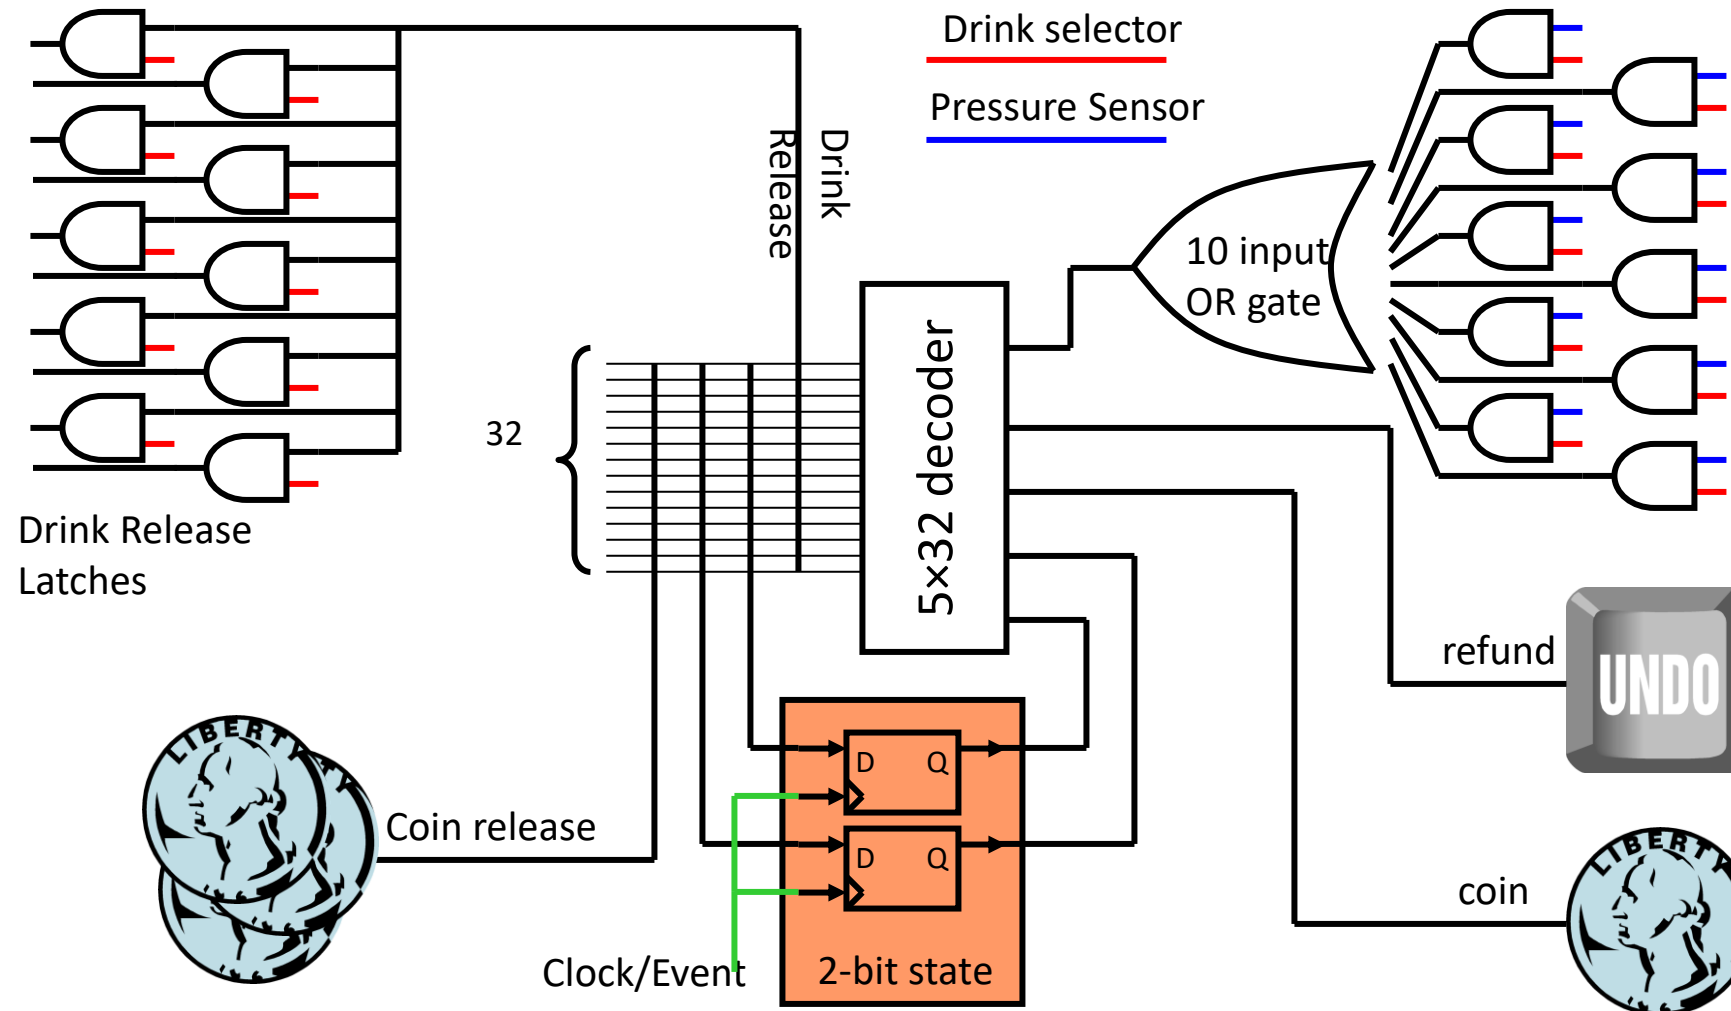 Drink selector
Pressure Sensor
Drink
Release
10 input
OR gate
5×32 decoder
32
Drink Release
Latches
refund
UNDO
LIBERTY
TY
Coin release
D Q
D Q
Clock/Event
2-bit state
coin
LIBERTY